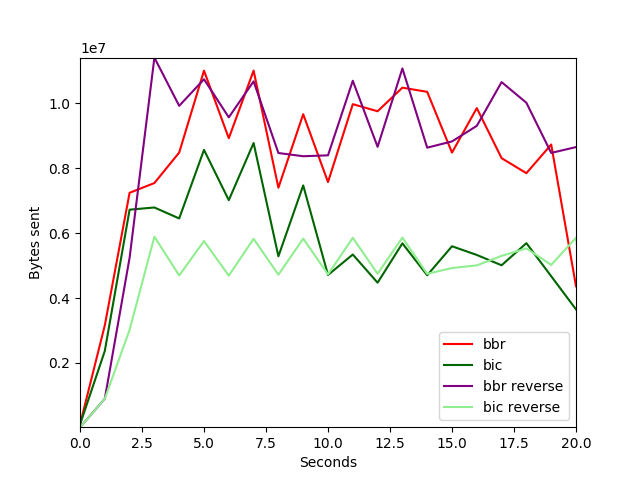 1e7
1.0
0.8
0.6
0.4
0.2
Bytes sent
0.0 2.5 5.0 7.5 10.0 12.5 15.0 17.5 20.0
Seconds
bbr
bic
bbr reverse
bic reverse